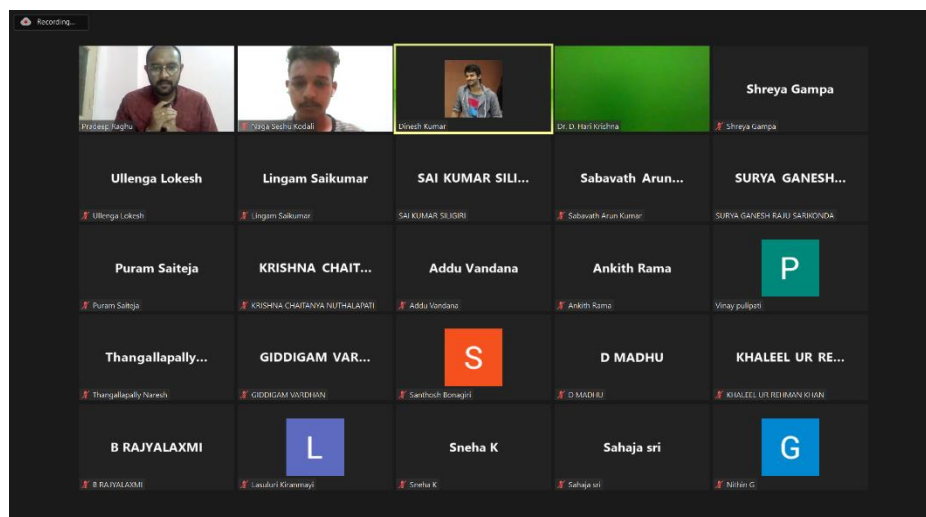 Recording...
Pradeep Raghu
Naga Seshu Kodali
Dinesh Kumar
Dr. D. Hari Krishna
Shreya Gampa
Shreya Gampa
Ullenga Lokesh
Ullenga Lokesh
Lingam Saikumar
Lingam Saikumar
SAI KUMAR SILI...
SAI KUMAR SILIGIRI
Sabavath Arun...
Sabavath Arun Kumar
SURYA GANESH...
SURYA GANESH RAJU SARIKONDA
Puram Saiteja
Puram Saiteja
KRISHNA CHAIT...
KRISHNA CHAITANYA NUTHALAPATI
Addu Vandana
Addu Vandana
Ankith Rama
Ankith Rama
P
Vinay pulipati
Thangallapally...
Thangallapally Naresh
GIDDIGAM VAR...
GIDDIGAM VARDHAN
S
Santhosh Bonagiri
D MADHU
D MADHU
KHALEEL UR RE...
KHALEEL UR REHMAN KHAN
B RAJYALAXMI
B RAJYALAXMI
L
Lasuluri Kiranmayi
Sneha K
Sneha K
Sahaja sri
Sahaja sri
G
Nithin G